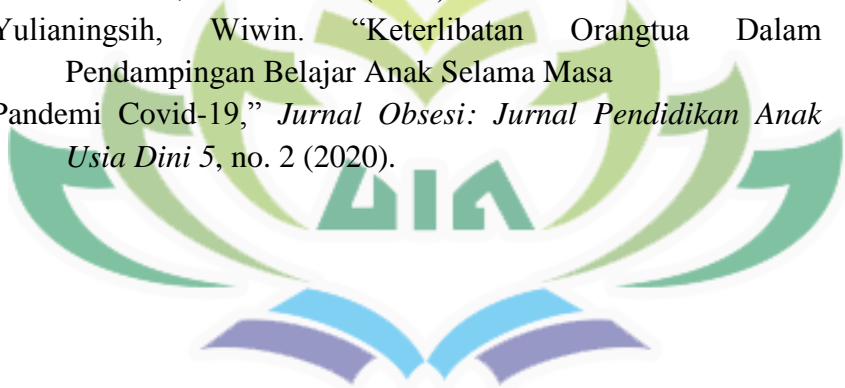 Yulianingsih, Wiwin. “Keterlibatan Orangtua Dalam
Pendampingan Belajar Anak Selama Masa
Pandemi Covid-19,” Jurnal Obsesi: Jurnal Pendidikan Anak
Usia Dini 5, no. 2 (2020).